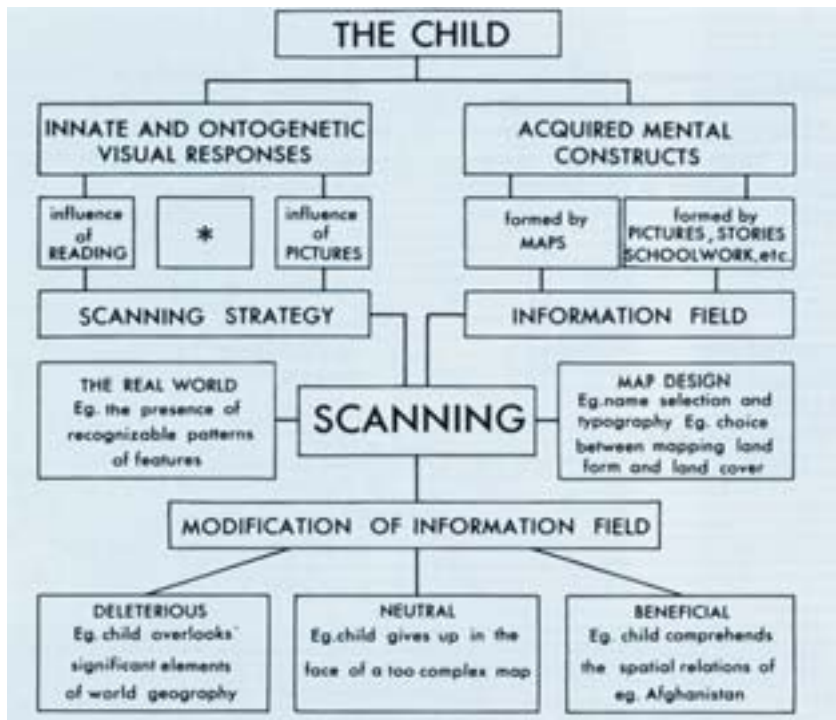 THE CHILD
INNATE AND ONTOGENETIC
VISUAL RESPONSES
ACQUIRED MENTAL
CONSTRUCTS
influence
of
READING
*
influence
of
PICTURES
formed by
MAPS
formed by
PICTURES, STORIES
SCHOOLWORK, etc.
SCANNING STRATEGY
INFORMATION FIELD
THE REAL WORLD
Eg. the presence of
recognizable patterns
of features
SCANNING
MAP DESIGN
Eg. name selection and
typography Eg. choice
between mapping land
form and land cover
MODIFICATION OF INFORMATION FIELD
DELETERIOUS
Eg. child overlooks
significant elements
of world geography
NEUTRAL
Eg. child gives up in the
face of a too complex map
BENEFICIAL
Eg. child comprehends
the spatial relations of
eg. Afghanistan